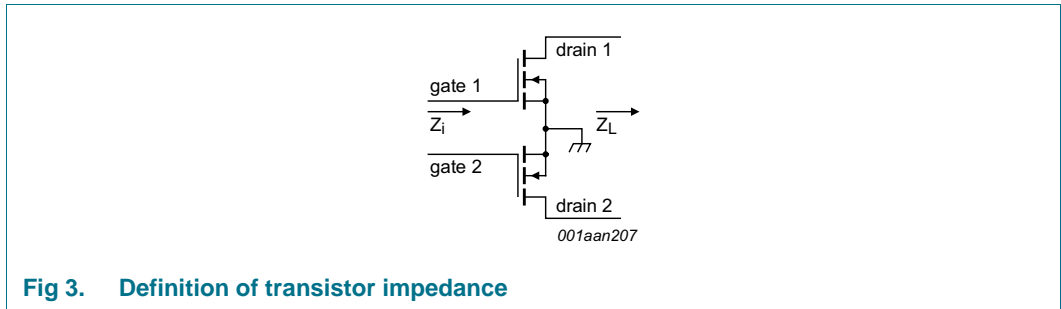 drain 1
gate 1
Zi
ZL
gate 2
drain 2
001aan207
Fig 3. Definition of transistor impedance